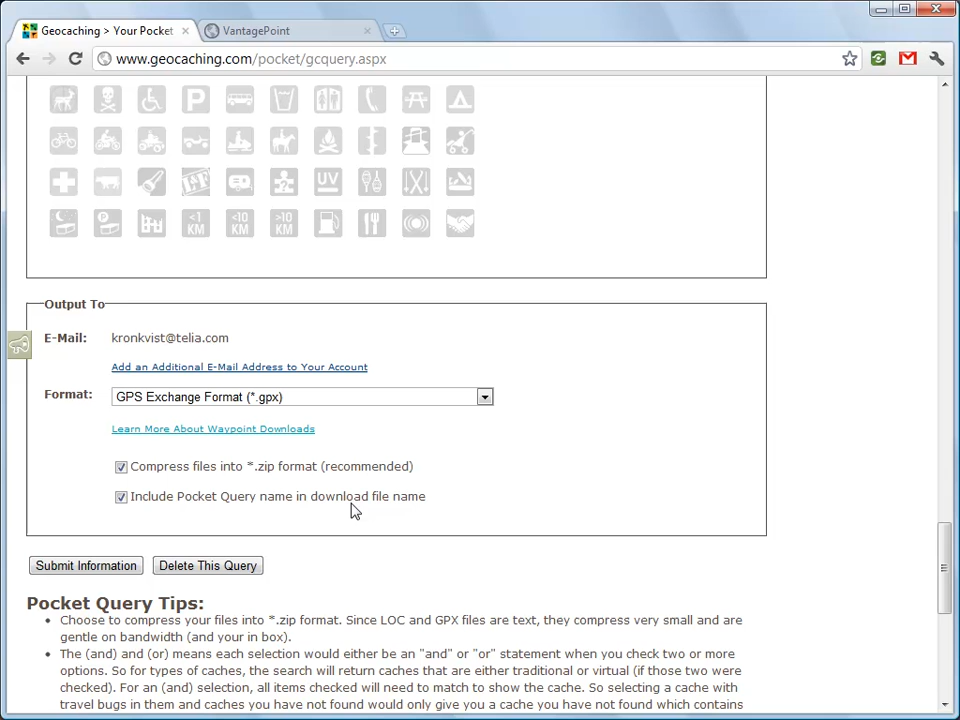 Geocaching > Your Pocket
VantagePoint
www.geocaching.com/pocket/gcquery.aspx
P
L&F
UV
<1 KM
<10 KM
>10 KM
Output To
E-Mail: kronkvist@telia.com
Add an Additional E-Mail Address to Your Account
Format: GPS Exchange Format (*.gpx)
Learn More About Waypoint Downloads
Compress files into *.zip format (recommended)
Include Pocket Query name in download file name
Submit Information Delete This Query
Pocket Query Tips:
Choose to compress your files into *.zip format. Since LOC and GPX files are text, they compress very small and are
gentle on bandwidth (and your in box).
The (and) and (or) means each selection would either be an "and" or "or" statement when you check two or more
options. So for types of caches, the search will return caches that are either traditional or virtual (if those two were
checked). For an (and) selection, all items checked will need to match to show the cache. So selecting a cache with
travel bugs in them and caches you have not found would only give you a cache you have not found which contains